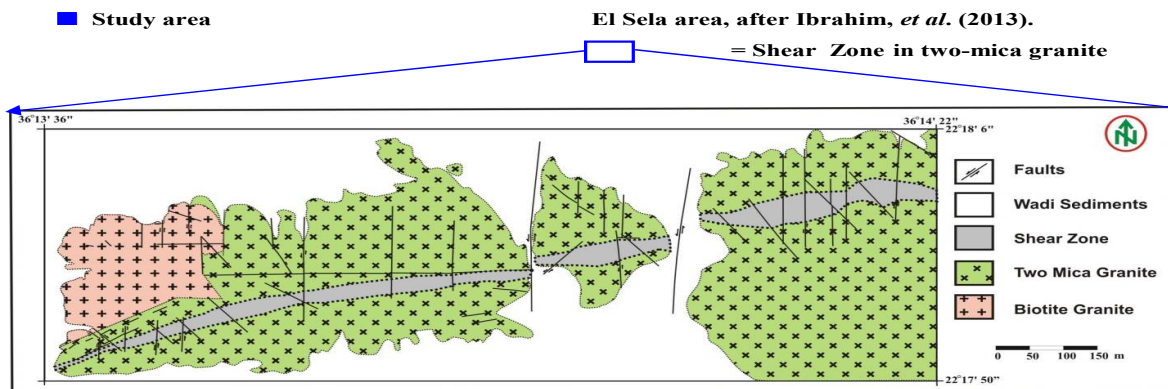 Study area
El Sela area, after Ibrahim, et al. (2013).
= Shear Zone in two-mica granite
36°13' 36"
36°14' 22"
22°18' 6"
N
Faults
Wadi Sediments
Shear Zone
Two Mica Granite
Biotite Granite
0 50 100 150 m
22°17' 50"